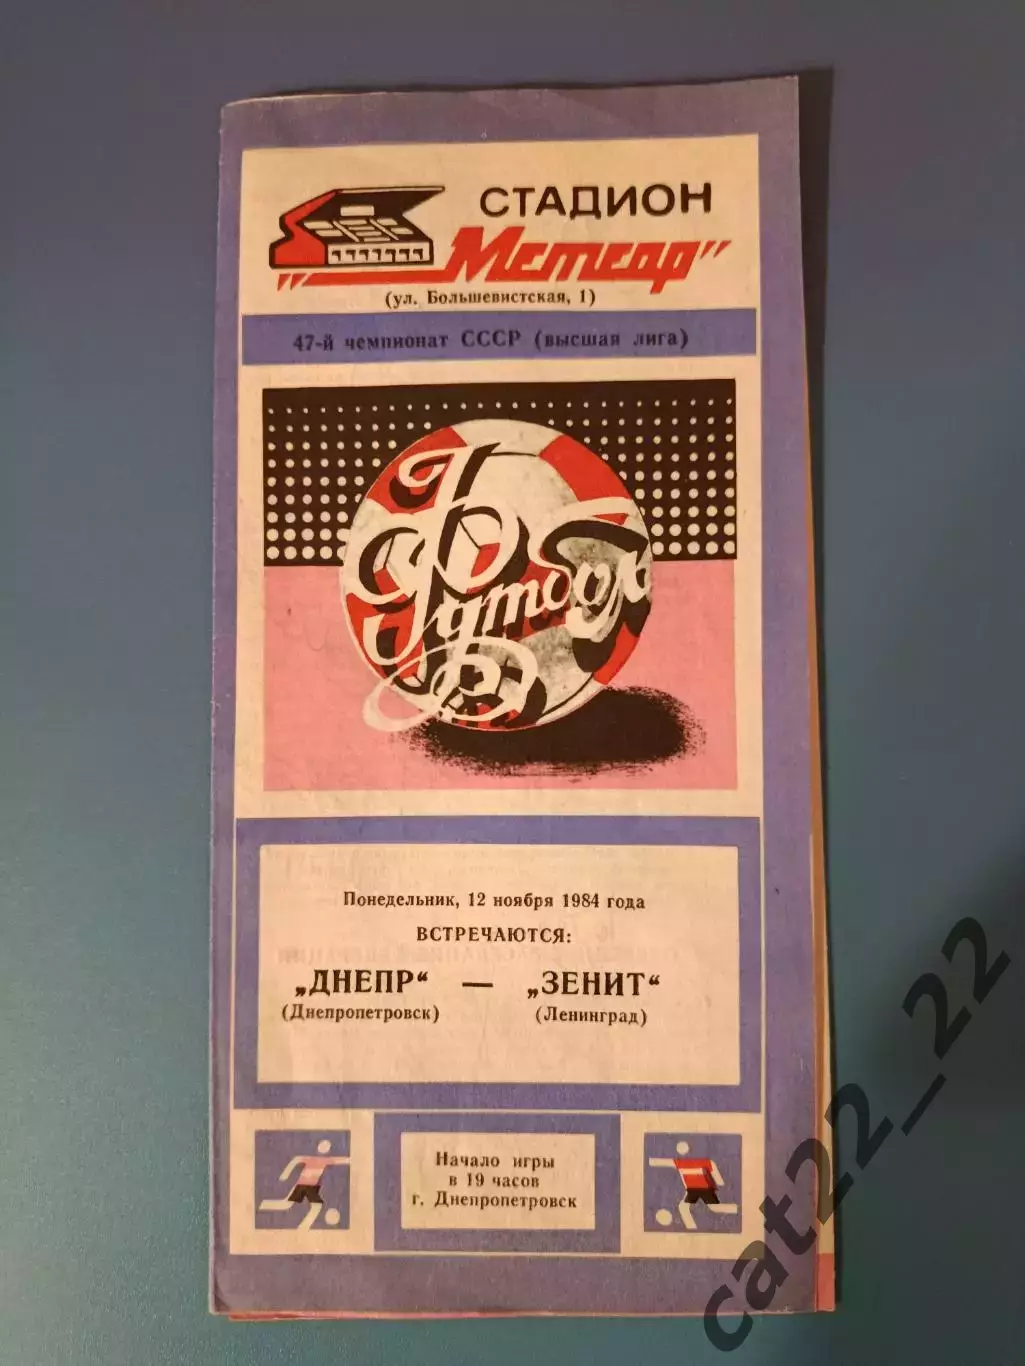 СТАДИОН
„Метеор”
(ул. Большевистская, 1)
47-й чемпионат СССР (высшая лига)
Футбол
Понедельник, 12 ноября 1984 года
ВСТРЕЧАЮТСЯ:
„ДНЕПР“ — „ЗЕНИТ“
(Днепропетровск) (Ленинград)
Начало игры
в 19 часов
г. Днепропетровск
cat22_22